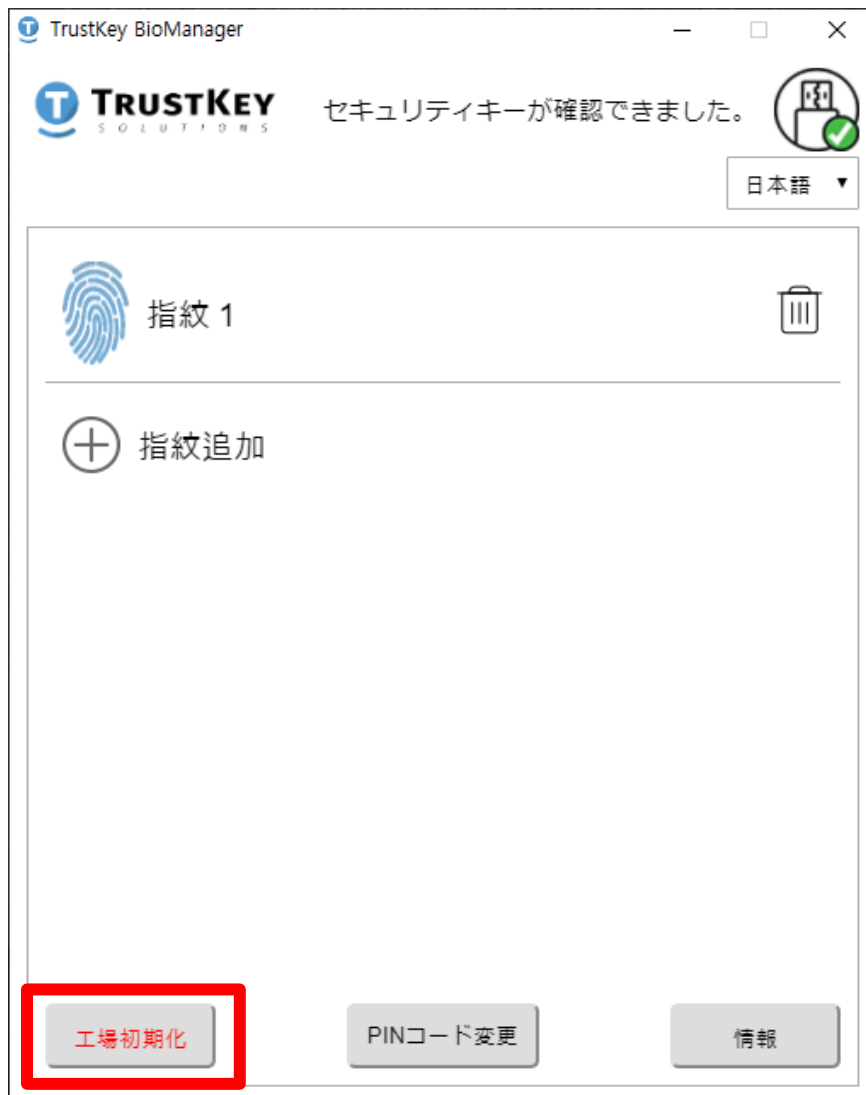 TrustKey BioManager
TRUSTKEY
SOLUTIONS
セキュリティキーが確認できました。
日本語
指紋 1
指紋追加
工場初期化
PINコード変更
情報